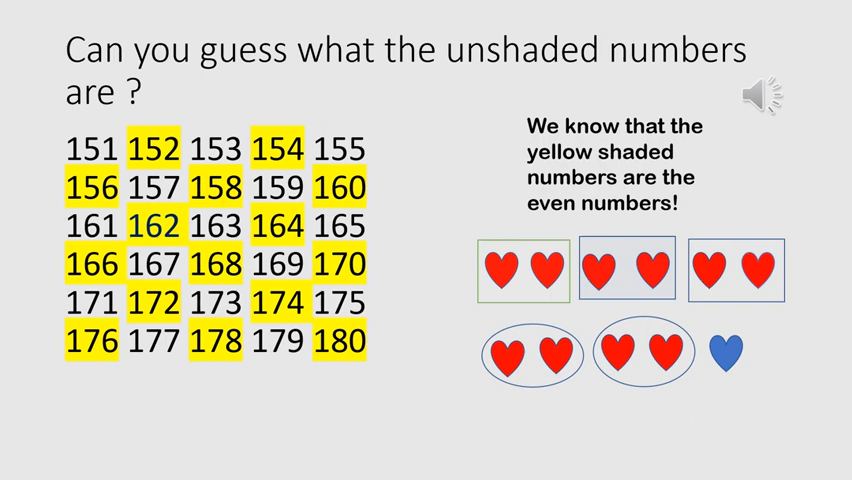 Can you guess what the unshaded numbers
are ?
151 152 153 154 155
156 157 158 159 160
161 162 163 164 165
166 167 168 169 170
171 172 173 174 175
176 177 178 179 180
We know that the
yellow shaded
numbers are the
even numbers!